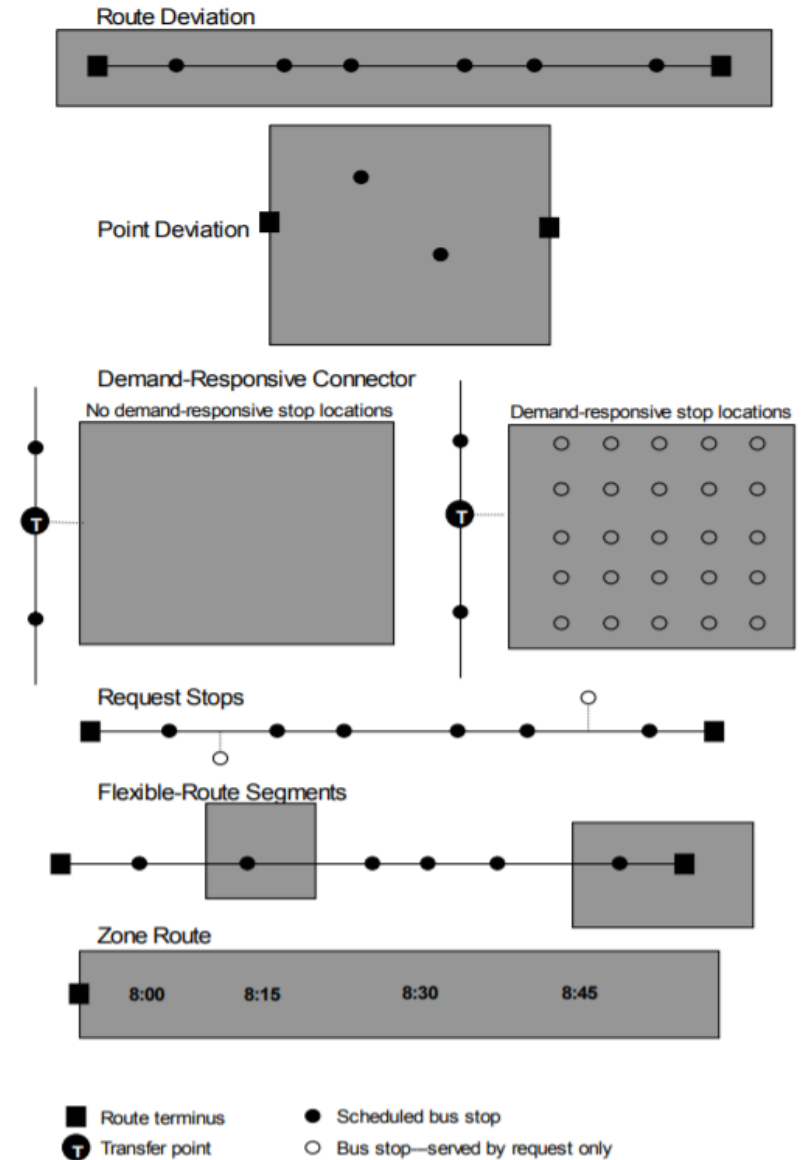 Route Deviation
Point Deviation
Demand-Responsive Connector
No demand-responsive stop locations
Demand-responsive stop locations
T
T
Request Stops
Flexible-Route Segments
Zone Route
8:00 8:15 8:30 8:45
Route terminus
Scheduled bus stop
T Transfer point
Bus stop—served by request only